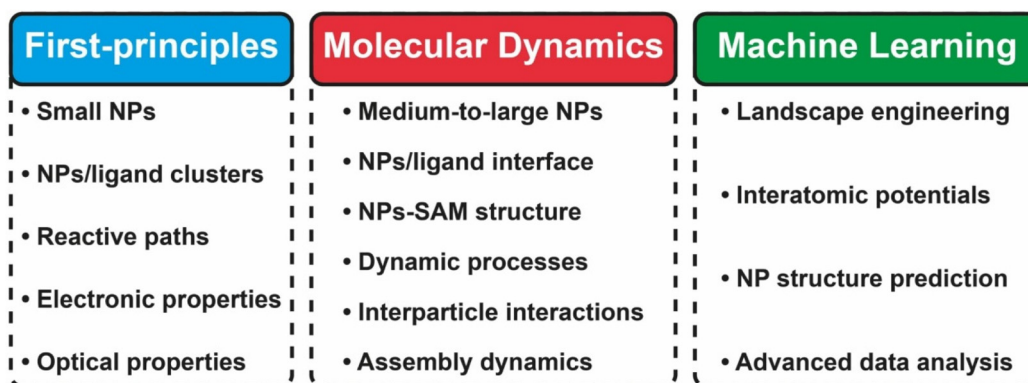 First-principles
• Small NPs
• NPs/ligand clusters
• Reactive paths
• Electronic properties
• Optical properties
Molecular Dynamics
• Medium-to-large NPs
• NPs/ligand interface
• NPs-SAM structure
• Dynamic processes
• Interparticle interactions
• Assembly dynamics
Machine Learning
• Landscape engineering
• Interatomic potentials
• NP structure prediction
• Advanced data analysis